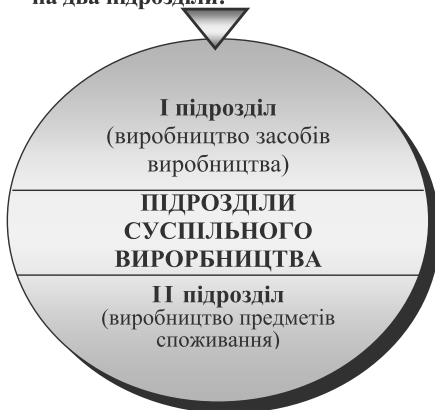 на два підрозділи:
І підрозділ
(виробництво засобів
виробництва)
ПІДРОЗДІЛИ
СУСПІЛЬНОГО
ВИРОРБНИЦТВА
ІІ підрозділ
(виробництво предметів
споживання)